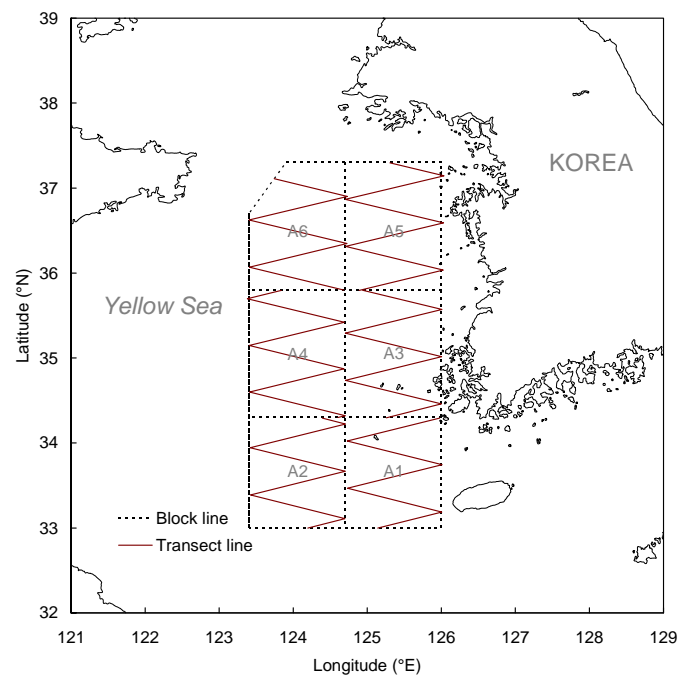 39
38
37
36
35
34
33
32
Latitude (°N)
KOREA
A6
A5
Yellow Sea
A4
A3
A2
A1
Block line
Transect line
121 122 123 124 125 126 127 128 129
Longitude (°E)